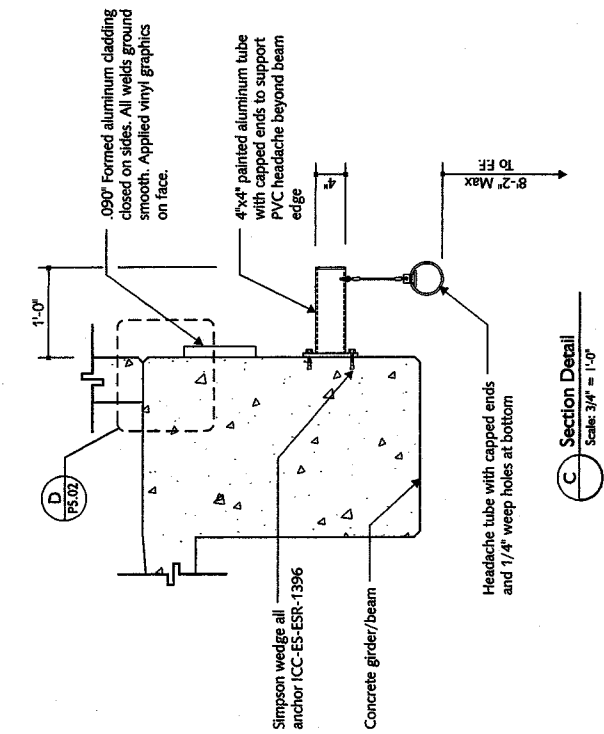 1'-0"
.090" Formed aluminum cladding
closed on sides. All welds ground
smooth. Applied vinyl graphics
on face.
D
P5.02
4"x4" painted aluminum tube
with capped ends to support
PVC headache beyond beam
edge
4"
8'-2" Max
To F.F.
Simpson wedge all
anchor ICC-ES-ESR-1396
Concrete girder/beam
Headache tube with capped ends
and 1/4" weep holes at bottom
C
Section Detail
Scale: 3/4" = 1'-0"